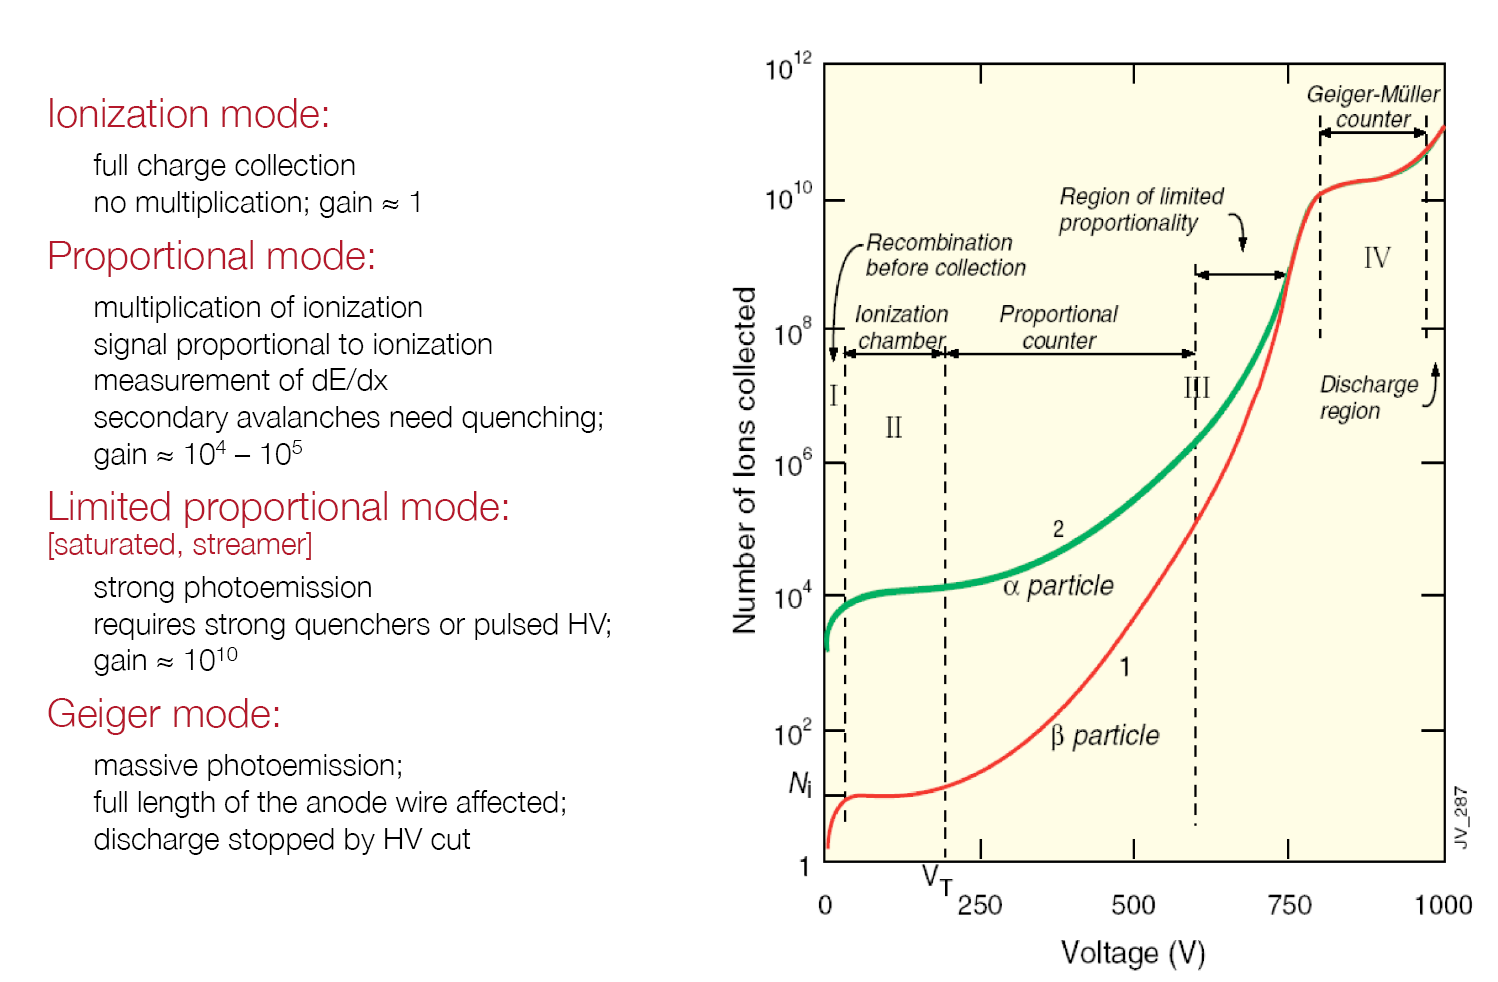 Ionization mode:
full charge collection
no multiplication; gain ≈ 1
Proportional mode:
multiplication of ionization
signal proportional to ionization
measurement of dE/dx
secondary avalanches need quenching;
gain ≈ 10⁴ – 10⁵
Limited proportional mode:
[saturated, streamer]
strong photoemission
requires strong quenchers or pulsed HV;
gain ≈ 10¹⁰
Geiger mode:
massive photoemission;
full length of the anode wire affected;
discharge stopped by HV cut
Number of Ions collected
10¹²
10¹⁰
10⁸
10⁶
10⁴
10²
Nᵢ
1
Geiger-Müller
counter
Region of limited
proportionality
Recombination
before collection
Ionization
chamber
Proportional
counter
I
II
III
IV
Discharge
region
2
α particle
1
β particle
V_T
0
250
500
750
1000
Voltage (V)
JV_287